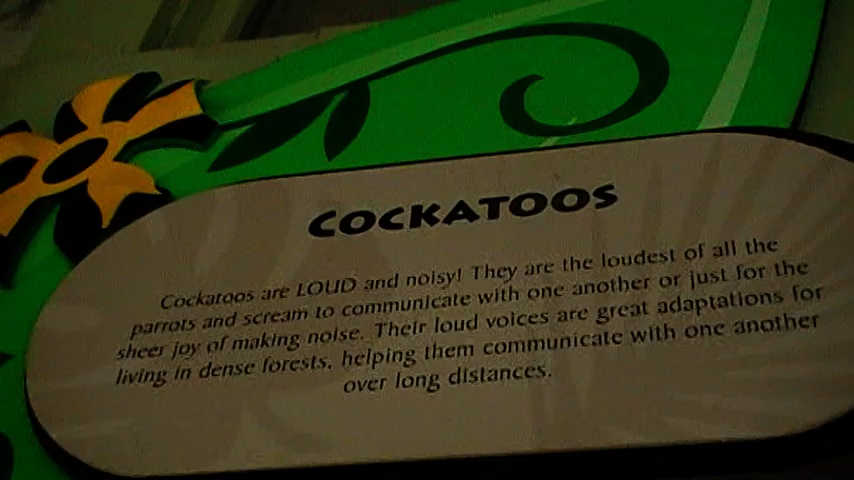 COCKATOOS
Cockatoos are LOUD and noisy! They are the loudest of all the
parrots and scream to communicate with one another or just for the
sheer joy of making noise. Their loud voices are great adaptations for
living in dense forests, helping them communicate with one another
over long distances.